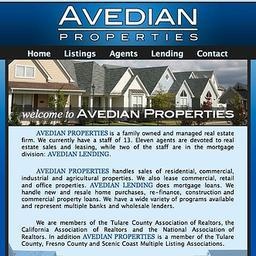 AVEDIAN
PROPERTIES
Home Listings Agents Lending Contact
welcome to AVEDIAN PROPERTIES
AVEDIAN PROPERTIES is a family owned and managed real estate
firm. We currently have a staff of 13. Eleven agents are devoted to real
estate sales and leasing, while two of the staff are in the mortgage
division: AVEDIAN LENDING.
AVEDIAN PROPERTIES handles sales of residential, commercial,
industrial and agricultural properties. We also lease commercial, retail
and office properties. AVEDIAN LENDING does mortgage loans. We
handle new and resale home purchases, re-finance, construction and
commercial property loans. We have a wide variety of programs available
and represent multiple banks and wholesale leaders.
We are members of the Tulare County Association of Realtors, the
California Association of Realtors and the National Association of
Realtors. In addition AVEDIAN PROPERTIES is a member of the Tulare
County, Fresno County and Scenic Coast Multiple Listing Associations.